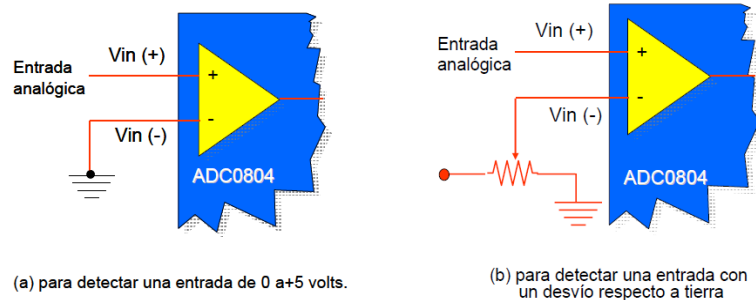 Vin (+)
Entrada
analógica
+
-
Vin (-)
ADC0804
(a) para detectar una entrada de 0 a+5 volts.
Vin (+)
Entrada
analógica
+
-
Vin (-)
ADC0804
(b) para detectar una entrada con
un desvío respecto a tierra